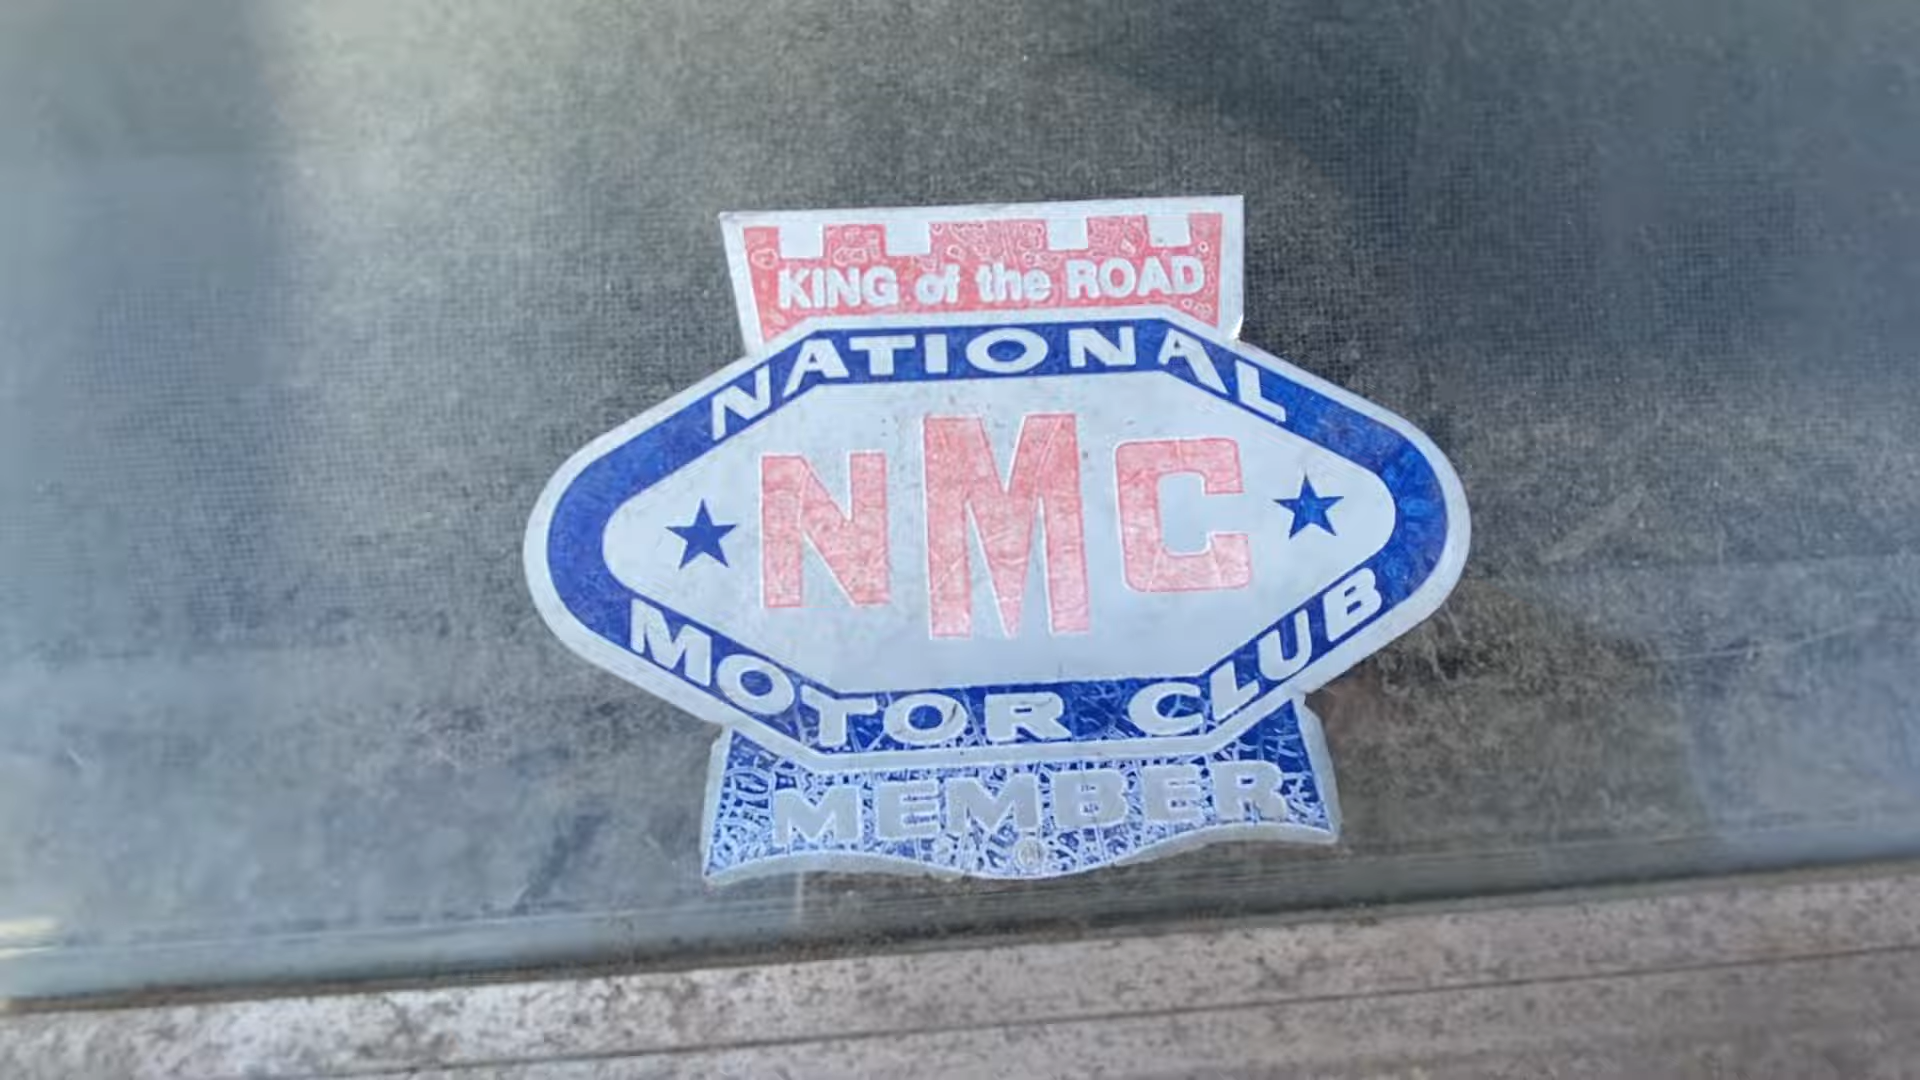 KING of the ROAD
NATIONAL
NMC
MOTOR CLUB
MEMBER